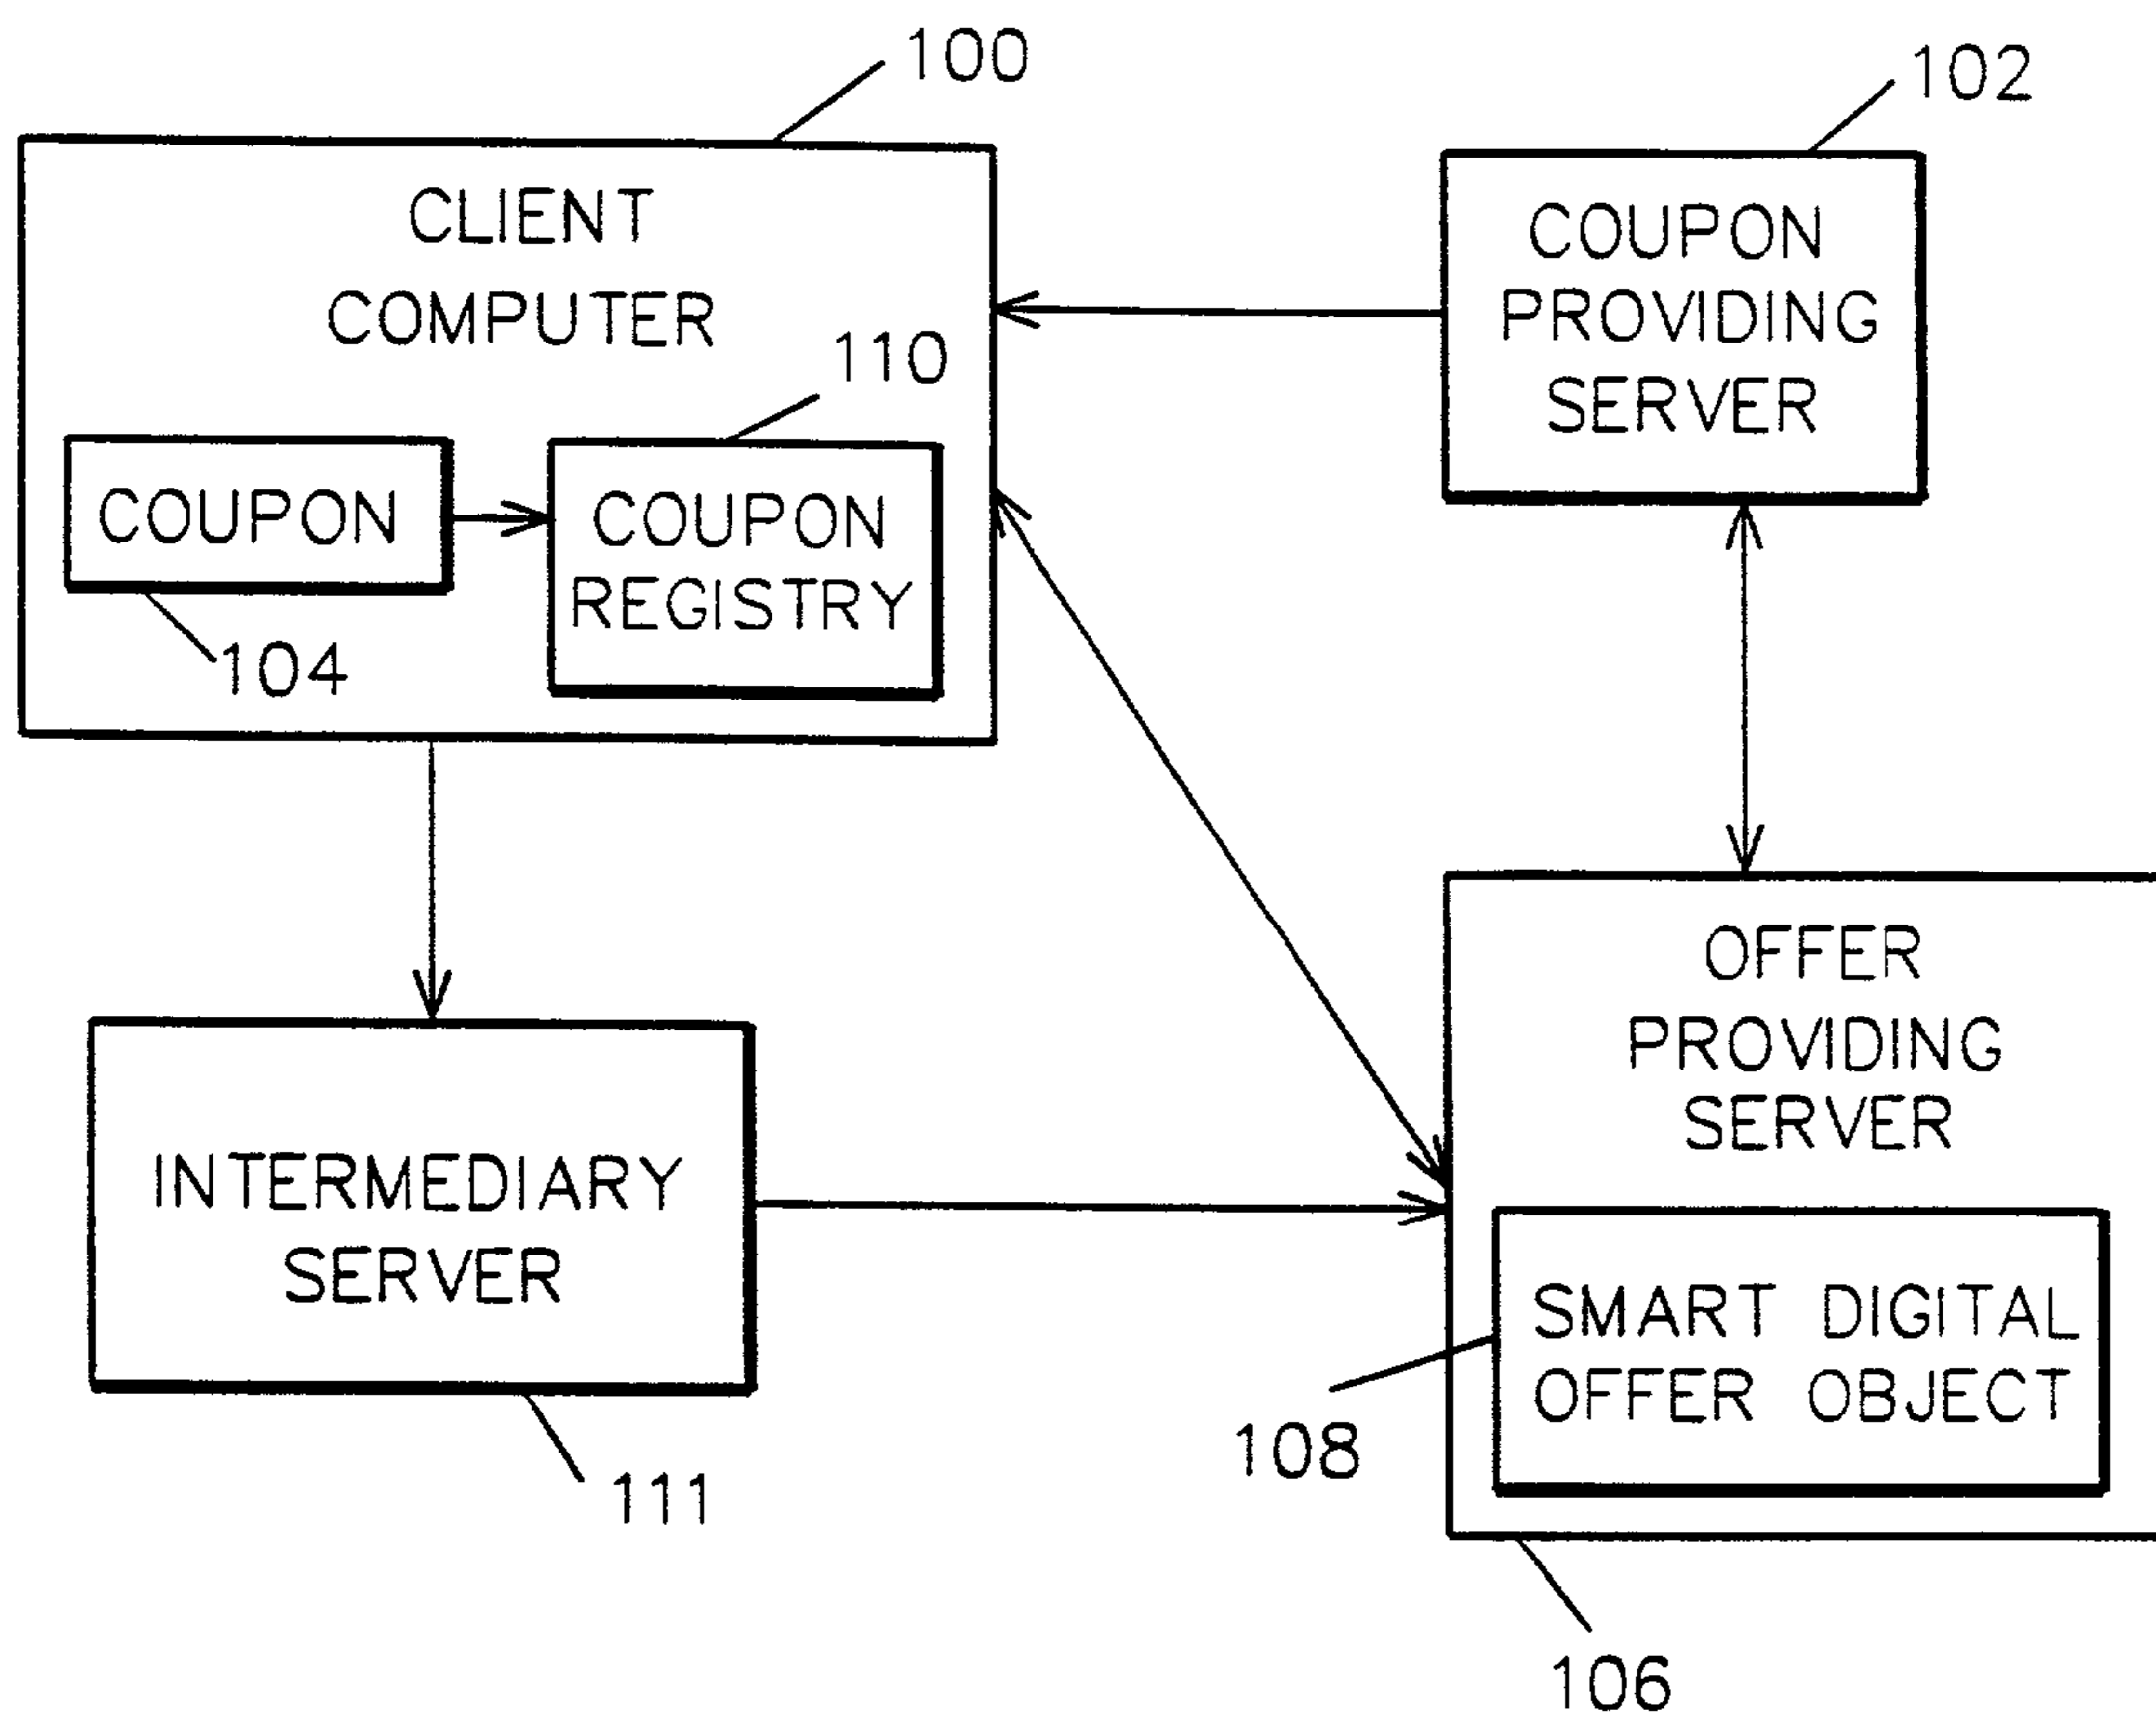 100
102
CLIENT
COMPUTER
COUPON
PROVIDING
SERVER
110
COUPON
COUPON
REGISTRY
104
OFFER
PROVIDING
SERVER
INTERMEDIARY
SERVER
SMART DIGITAL
OFFER OBJECT
108
111
106